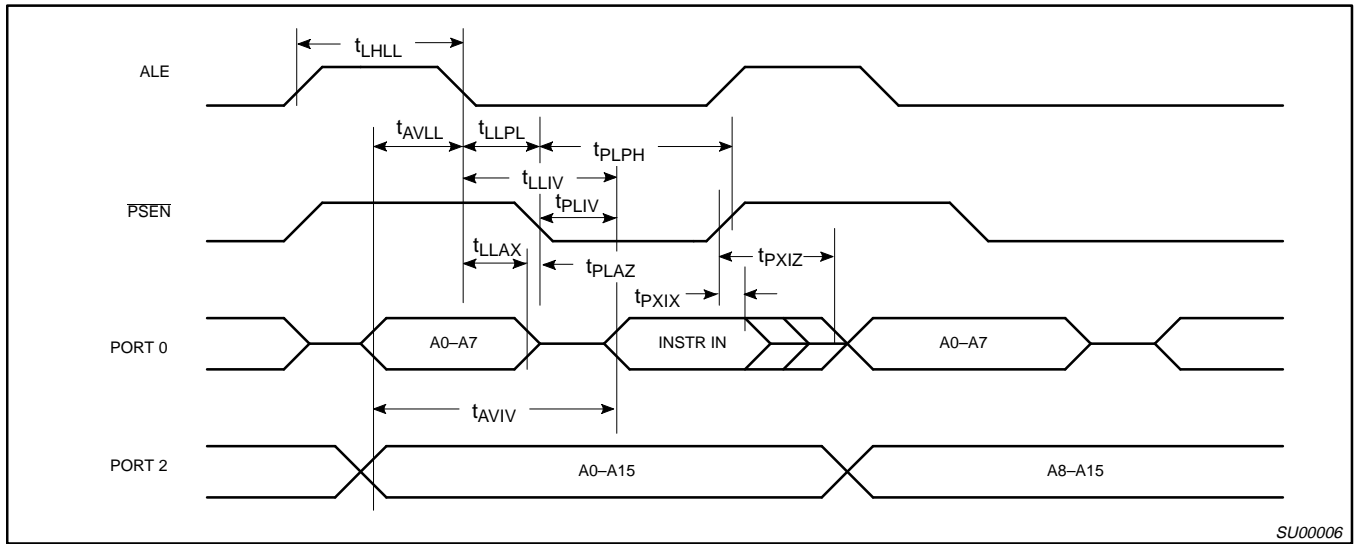 tLHLL
ALE
tAVLL
tLLPL
tPLPH
tLLIV
PSEN
tPLIV
tLLAX
tPLAZ
tPXIZ
tPXIX
PORT 0
A0–A7
INSTR IN
A0–A7
tAVIV
PORT 2
A0–A15
A8–A15
SU00006